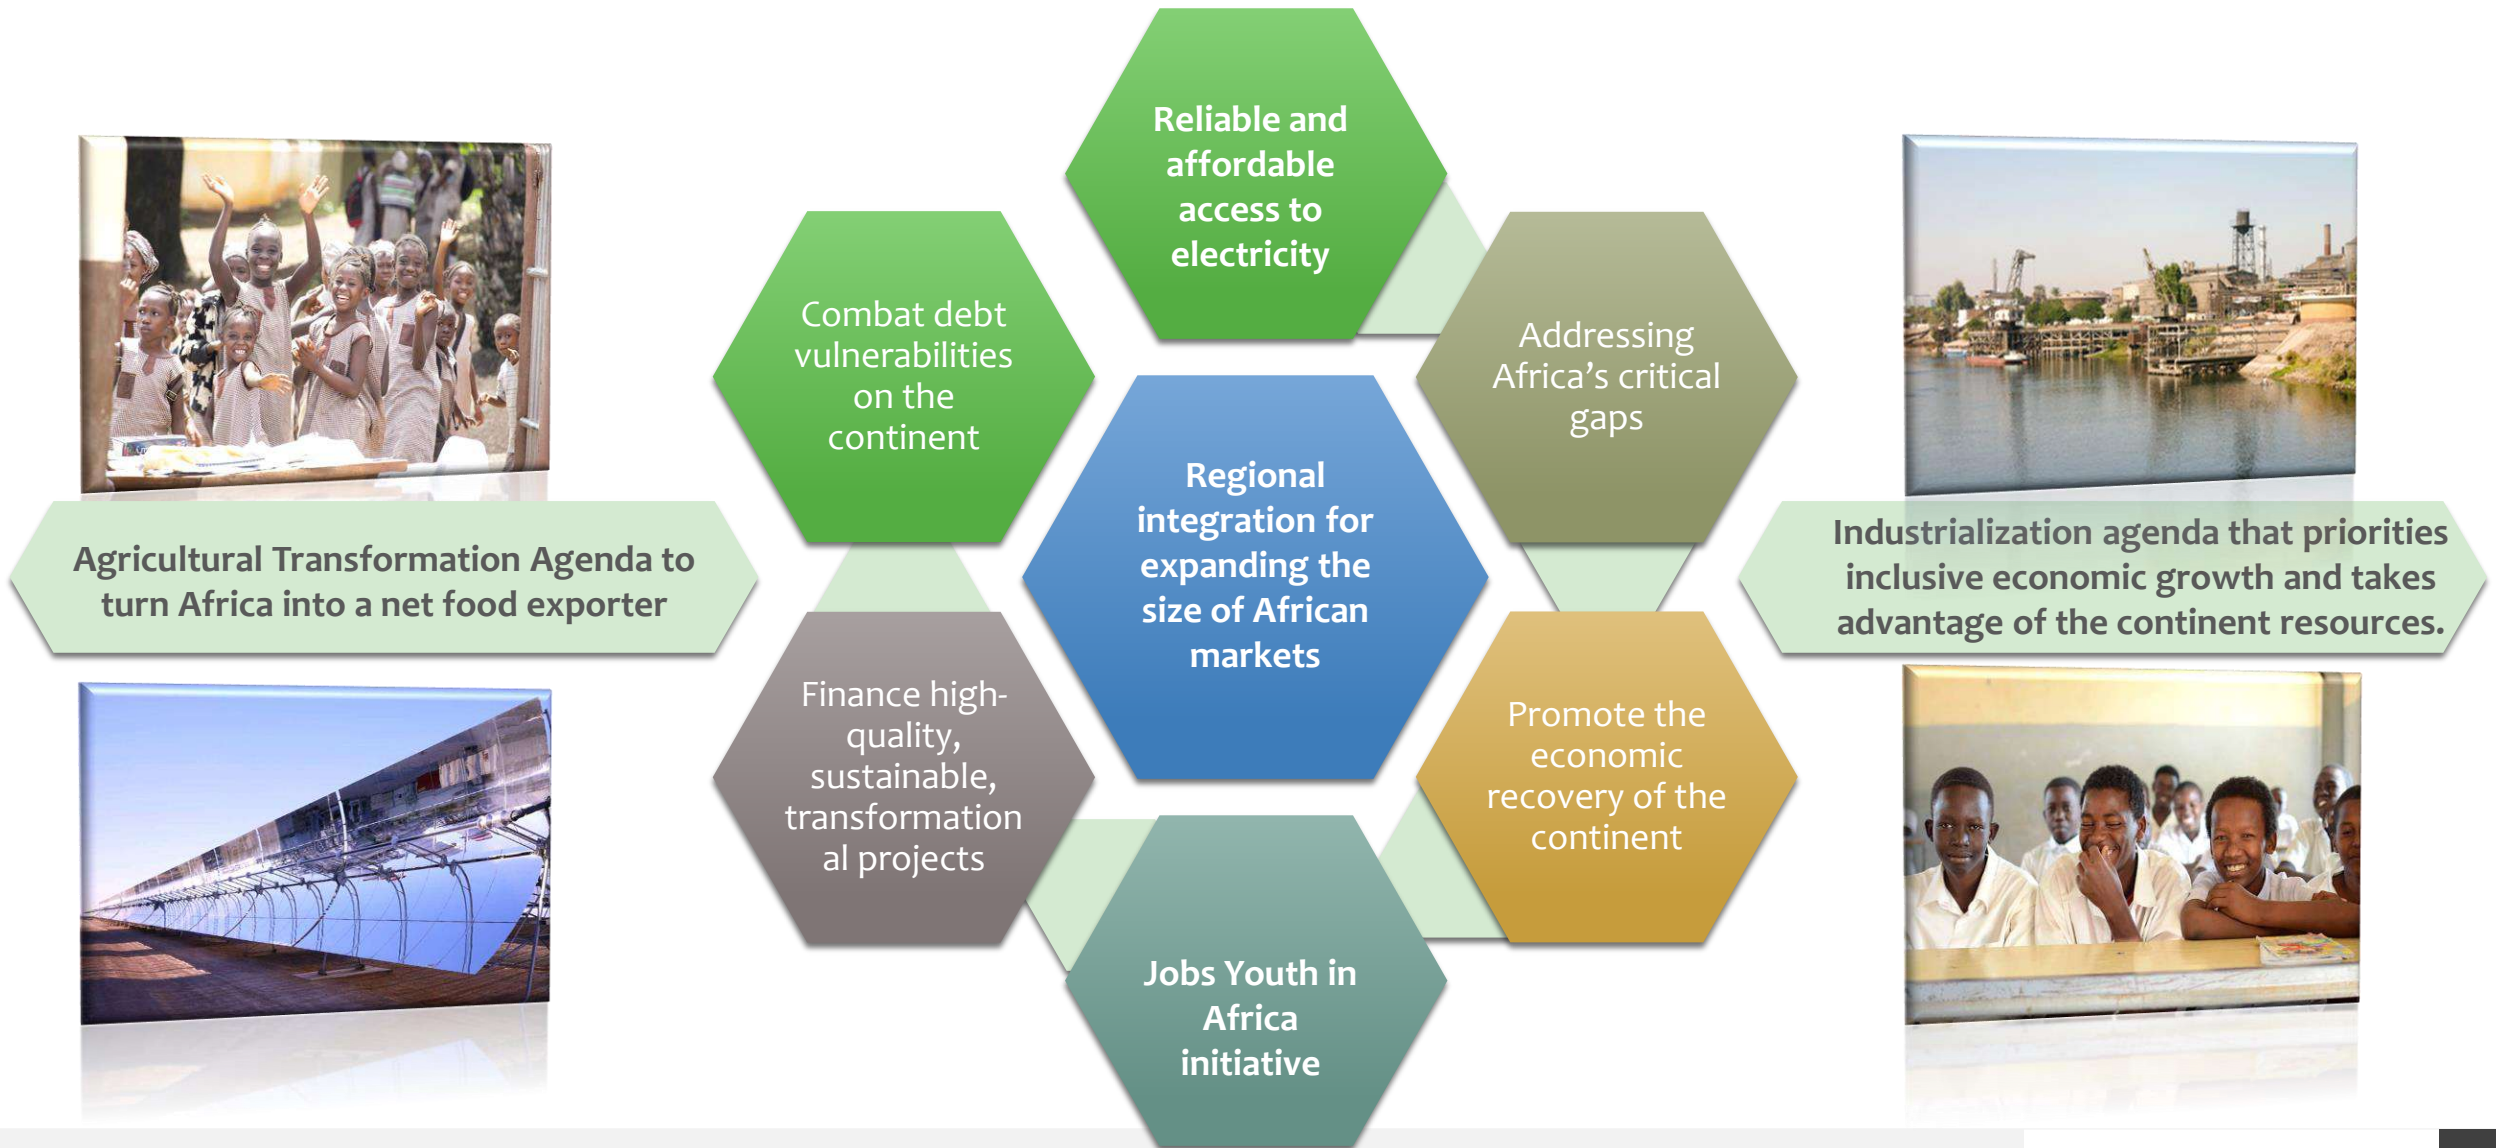 Reliable and
affordable
access to
electricity
Combat debt
vulnerabilities
on the
continent
Addressing
Africa's critical
gaps
Regional
integration for
expanding the
size of African
markets
Agricultural Transformation Agenda to
turn Africa into a net food exporter
Industrialization agenda that priorities
inclusive economic growth and takes
advantage of the continent resources.
Finance high-
quality,
sustainable,
transformation
al projects
Promote the
economic
recovery of the
continent
Jobs Youth in
Africa
initiative